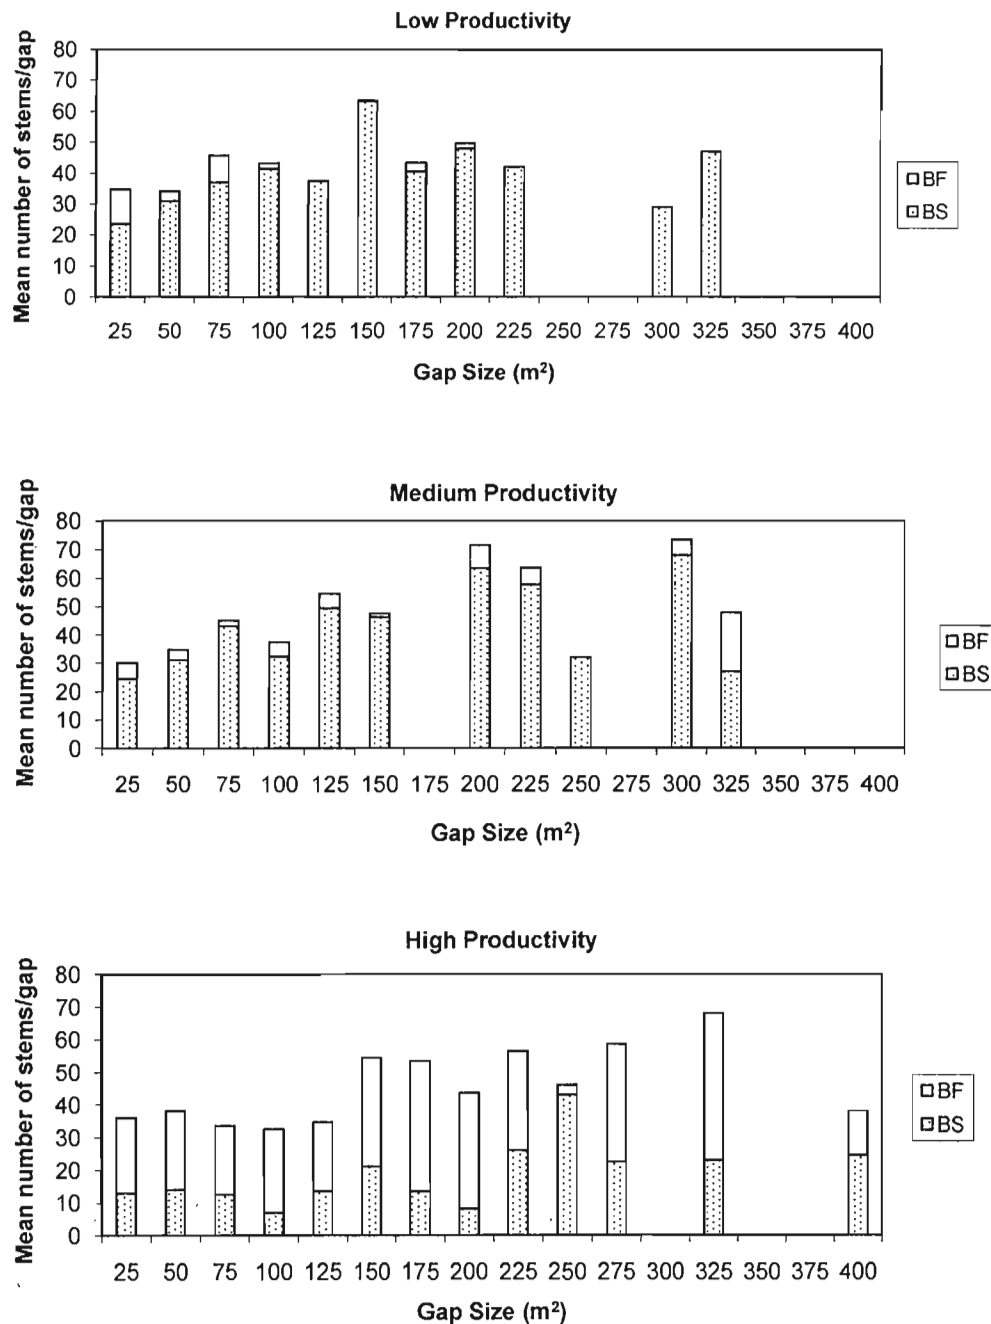 Low Productivity
Mean number of stems/gap
80
70
60
50
40
30
20
10
0
25 50 75 100 125 150 175 200 225 250 275 300 325 350 375 400
Gap Size (m²)
BF
BS
Medium Productivity
Mean number of stems/gap
80
70
60
50
40
30
20
10
0
25 50 75 100 125 150 175 200 225 250 275 300 325 350 375 400
Gap Size (m²)
BF
BS
High Productivity
Mean number of stems/gap
80
70
60
50
40
30
20
10
0
25 50 75 100 125 150 175 200 225 250 275 300 325 350 375 400
Gap Size (m²)
BF
BS